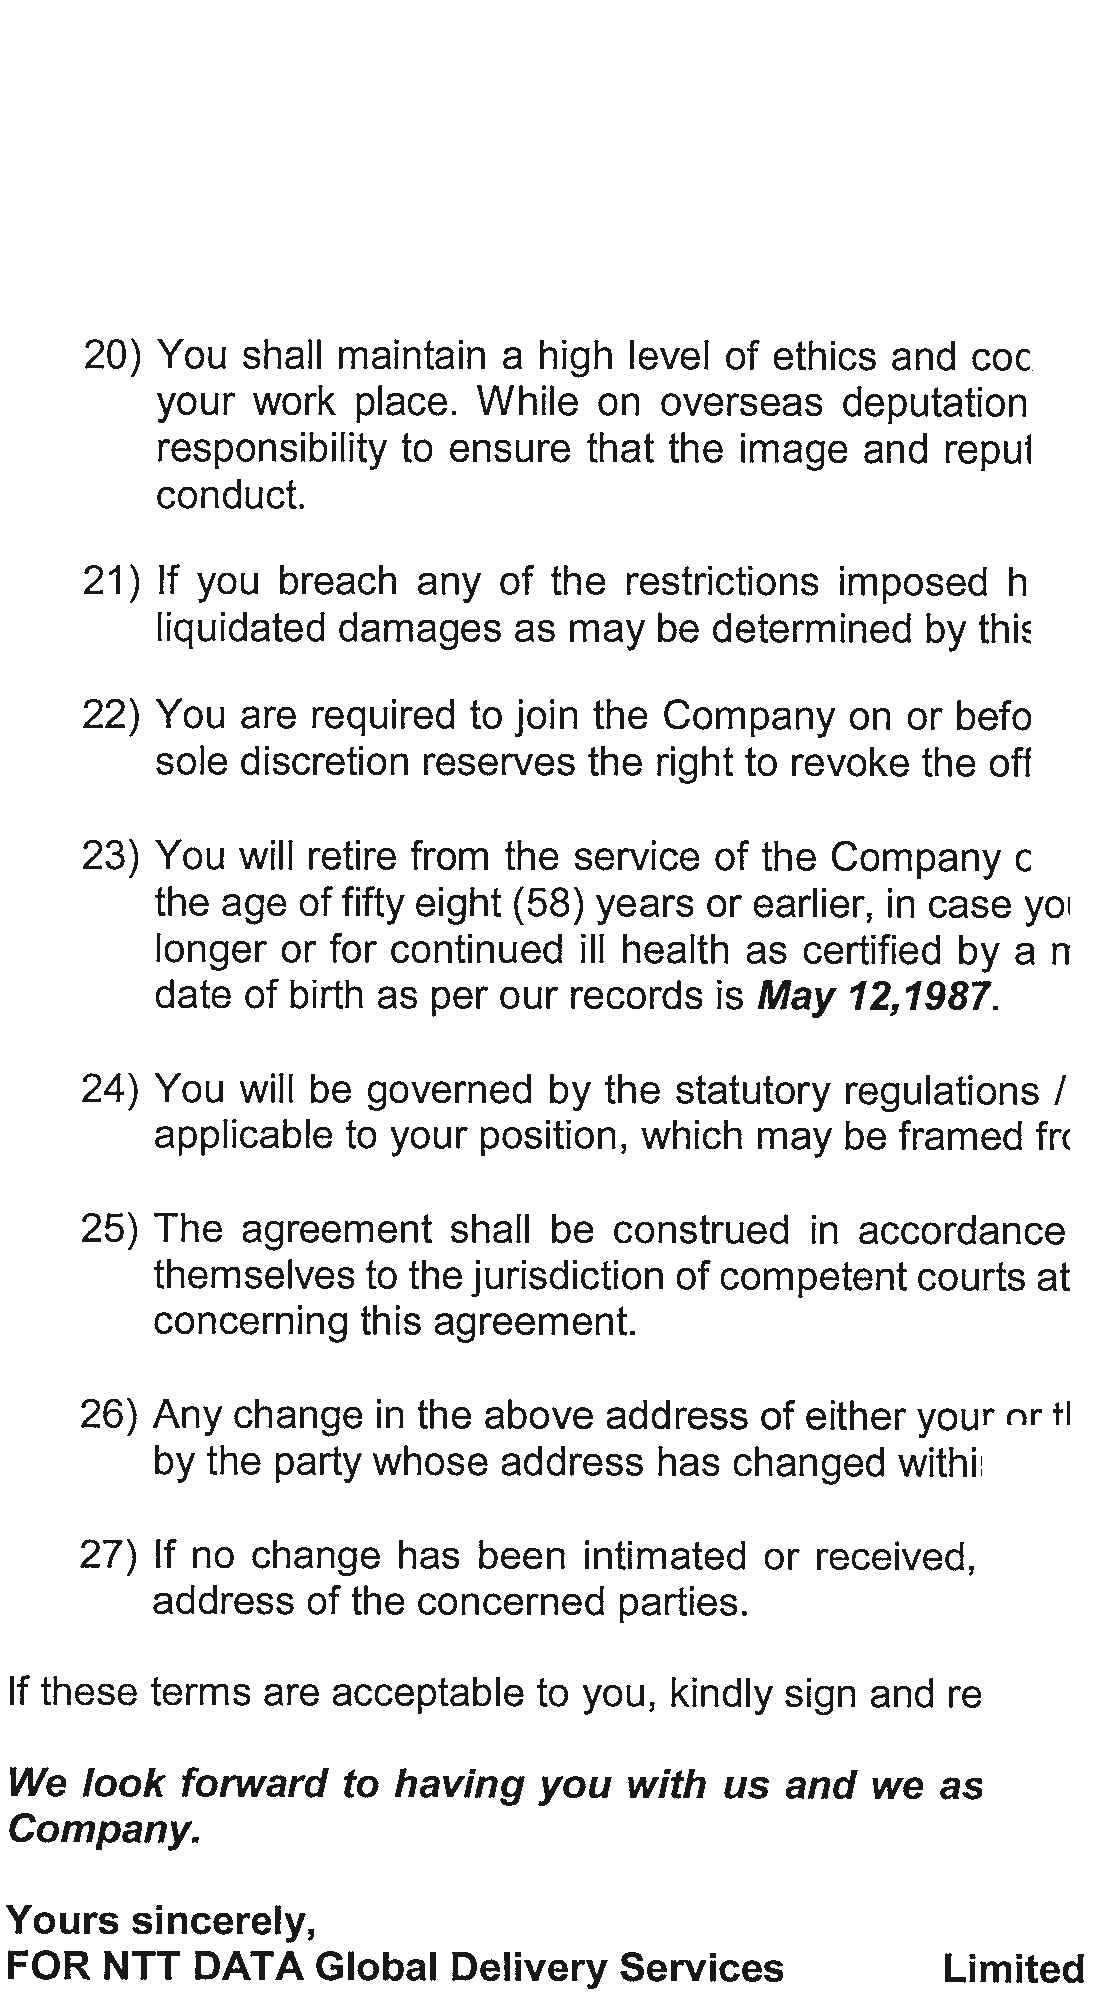 20) You shall maintain a high level of ethics and
your work place. While on overseas deputation
responsibility to ensure that the image and
conduct.
21) If you breach any of the restrictions imposed h
liquidated damages as may be determined by
22) You are required to join the Company on or befo
sole discretion reserves the right to revoke the
23) You will retire from the service of the Company
the age of fifty eight (58) years or earlier, in case
longer or for continued ill health as certified by a
date of birth as per our records is May 12,1987.
24) You will be governed by the statutory regulations /
applicable to your position, which may be framed
25) The agreement shall be construed in accordance
themselves to the jurisdiction of competent courts at
concerning this agreement.
26) Any change in the above address of either your or
by the party whose address has changed
27) If no change has been intimated or received,
address of the concerned parties.
If these terms are acceptable to you, kindly sign and re
We look forward to having you with us and we as
Company.
Yours sincerely,
FOR NTT DATA Global Delivery Services Limited